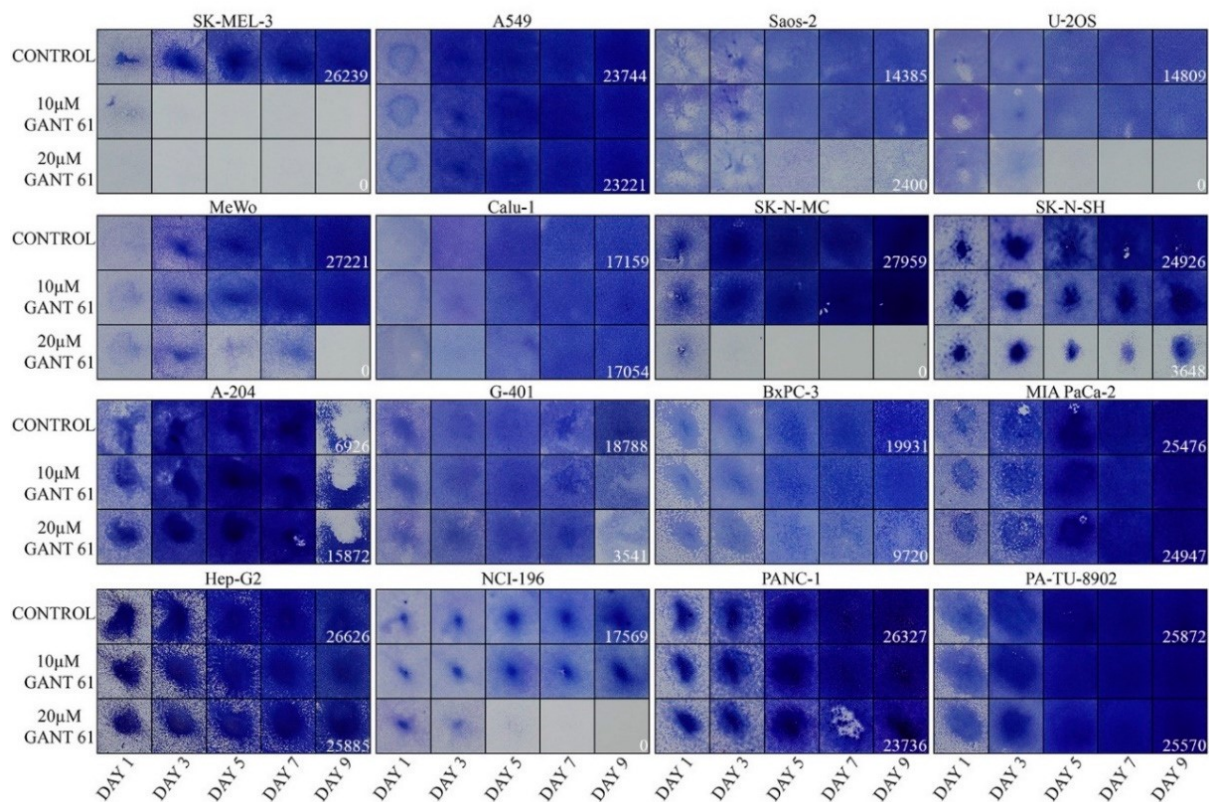 SK-MEL-3 A549 Saos-2 U-2OS
CONTROL 26239 23744 14385 14809
10µM
GANT 61
20µM
GANT 61 0 23221 2400 0
MeWo Calu-1 SK-N-MC SK-N-SH
CONTROL 27221 17159 27959 24926
10µM
GANT 61
20µM
GANT 61 0 17054 0 3648
A-204 G-401 BxPC-3 MIA PaCa-2
CONTROL 6926 18788 19931 25476
10µM
GANT 61
20µM
GANT 61 15872 3541 9720 24947
Hep-G2 NCI-196 PANC-1 PA-TU-8902
CONTROL 26626 17569 26327 25872
10µM
GANT 61
20µM
GANT 61 25885 0 23736 25570
DAY 1 DAY 3 DAY 5 DAY 7 DAY 9 DAY 1 DAY 3 DAY 5 DAY 7 DAY 9 DAY 1 DAY 3 DAY 5 DAY 7 DAY 9 DAY 1 DAY 3 DAY 5 DAY 7 DAY 9